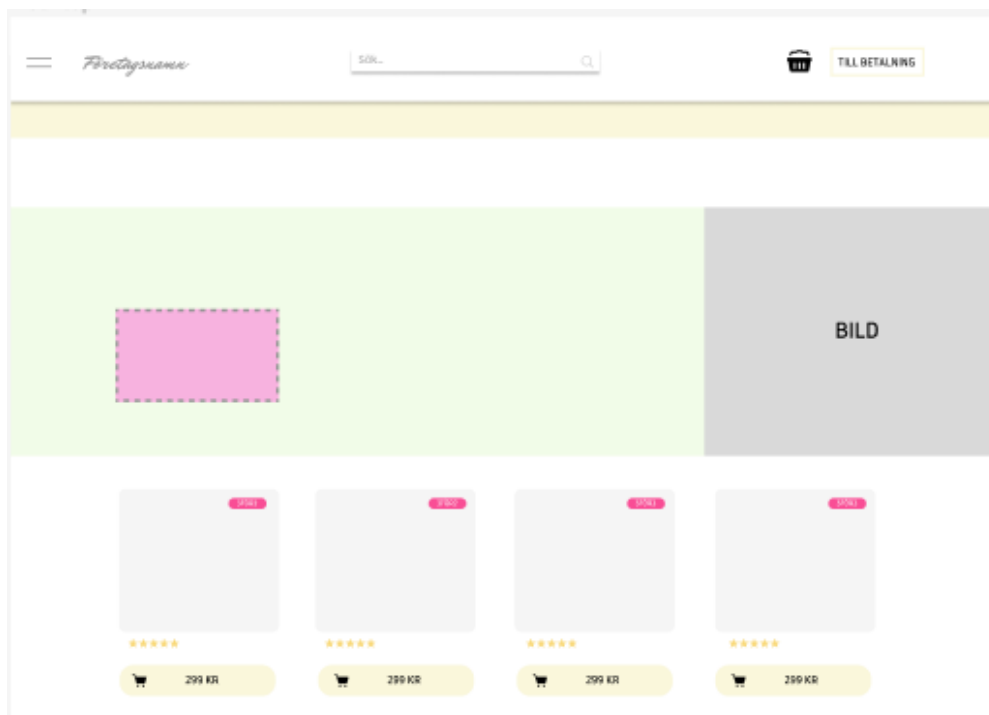 Företagsnamn
Sök...
TILL BETALNING
BILD
299 KR
299 KR
299 KR
299 KR